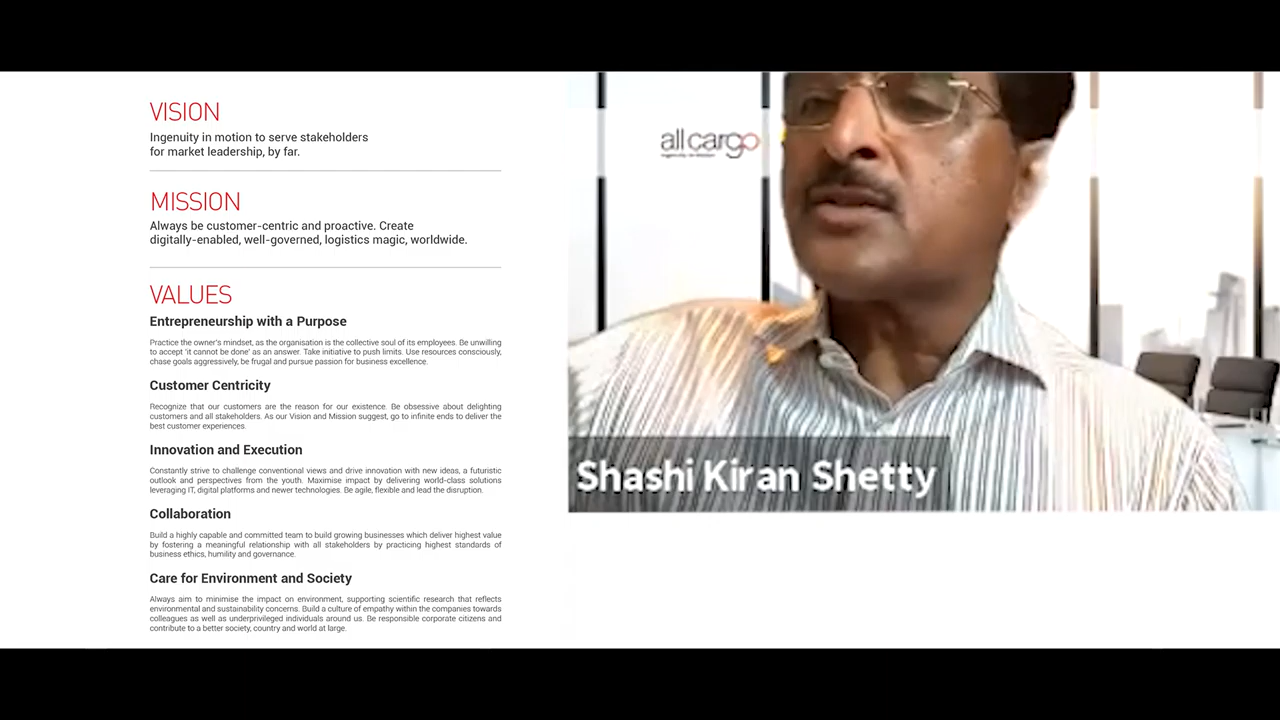 VISION
Ingenuity in motion to serve stakeholders
for market leadership, by far.
MISSION
Always be customer-centric and proactive. Create
digitally-enabled, well-governed, logistics magic, worldwide.
VALUES
Entrepreneurship with a Purpose
Practice the owner's mindset, as the organisation is the collective soul of its employees. Be unwilling
to accept 'it cannot be done' as an answer. Take initiative to push limits. Use resources consciously,
chase goals aggressively, be frugal and pursue passion for business excellence.
Customer Centricity
Recognize that our customers are the reason for our existence. Be obsessive about delighting
customers and all stakeholders. As our Vision and Mission suggest, go to infinite ends to deliver the
best customer experiences.
Innovation and Execution
Constantly strive to challenge conventional views and drive innovation with new ideas, a futuristic
outlook and perspectives from the youth. Maximise impact by delivering world-class solutions
leveraging IT, digital platforms and newer technologies. Be agile, flexible and lead the disruption.
Collaboration
Build a highly capable and committed team to build growing businesses which deliver highest value
by fostering a meaningful relationship with all stakeholders by practicing highest standards of
business ethics, humility and governance.
Care for Environment and Society
Always aim to minimise the impact on environment, supporting scientific research that reflects
environmental and sustainability concerns. Build a culture of empathy within the companies towards
colleagues as well as underprivileged individuals around us. Be responsible corporate citizens and
contribute to a better society, country and world at large.
allcargo
Ingenuity In Motion
Shashi Kiran Shetty